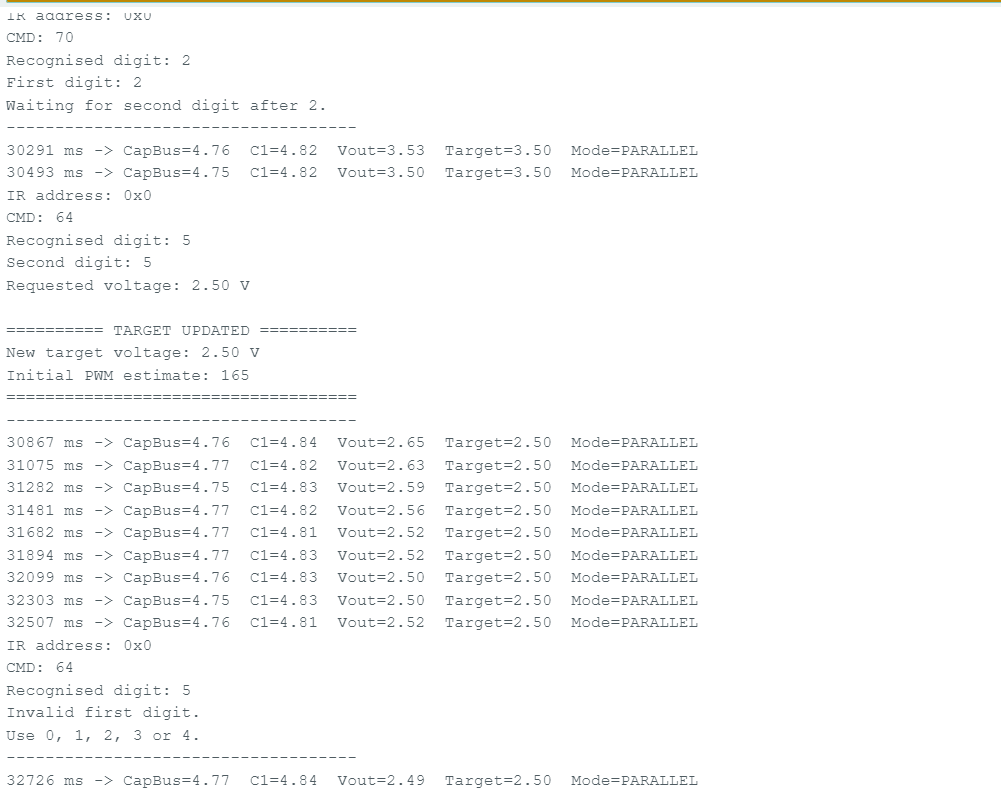 IR address: 0x0
CMD: 70
Recognised digit: 2
First digit: 2
Waiting for second digit after 2.
------------------------------------
30291 ms -> CapBus=4.76  C1=4.82  Vout=3.53  Target=3.50  Mode=PARALLEL
30493 ms -> CapBus=4.75  C1=4.82  Vout=3.50  Target=3.50  Mode=PARALLEL
IR address: 0x0
CMD: 64
Recognised digit: 5
Second digit: 5
Requested voltage: 2.50 V

========== TARGET UPDATED ==========
New target voltage: 2.50 V
Initial PWM estimate: 165
====================================
------------------------------------
30867 ms -> CapBus=4.76  C1=4.84  Vout=2.65  Target=2.50  Mode=PARALLEL
31075 ms -> CapBus=4.77  C1=4.82  Vout=2.63  Target=2.50  Mode=PARALLEL
31282 ms -> CapBus=4.75  C1=4.83  Vout=2.59  Target=2.50  Mode=PARALLEL
31481 ms -> CapBus=4.77  C1=4.82  Vout=2.56  Target=2.50  Mode=PARALLEL
31682 ms -> CapBus=4.77  C1=4.81  Vout=2.52  Target=2.50  Mode=PARALLEL
31894 ms -> CapBus=4.77  C1=4.83  Vout=2.52  Target=2.50  Mode=PARALLEL
32099 ms -> CapBus=4.76  C1=4.83  Vout=2.50  Target=2.50  Mode=PARALLEL
32303 ms -> CapBus=4.75  C1=4.83  Vout=2.50  Target=2.50  Mode=PARALLEL
32507 ms -> CapBus=4.76  C1=4.81  Vout=2.52  Target=2.50  Mode=PARALLEL
IR address: 0x0
CMD: 64
Recognised digit: 5
Invalid first digit.
Use 0, 1, 2, 3 or 4.
------------------------------------
32726 ms -> CapBus=4.77  C1=4.84  Vout=2.49  Target=2.50  Mode=PARALLEL